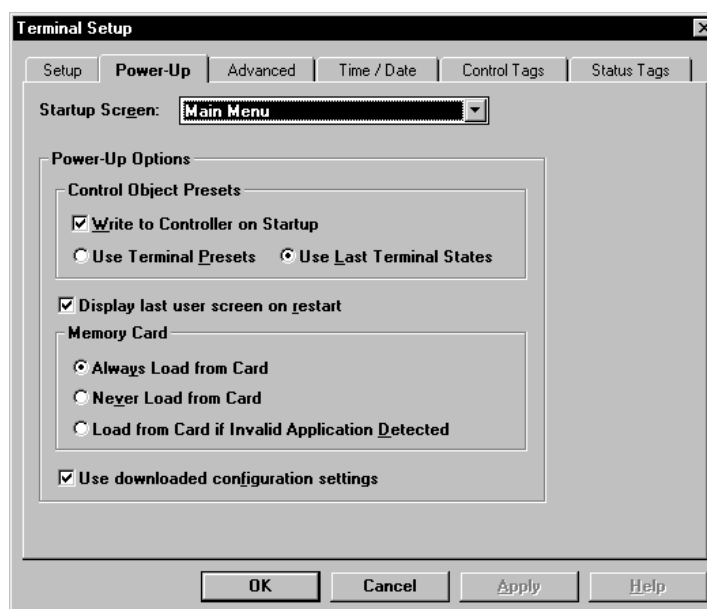 Terminal Setup
Setup Power-Up Advanced Time / Date Control Tags Status Tags
Startup Screen: Main Menu
Power-Up Options
Control Object Presets
Write to Controller on Startup
Use Terminal Presets Use Last Terminal States
Display last user screen on restart
Memory Card
Always Load from Card
Never Load from Card
Load from Card if Invalid Application Detected
Use downloaded configuration settings
OK Cancel Apply Help